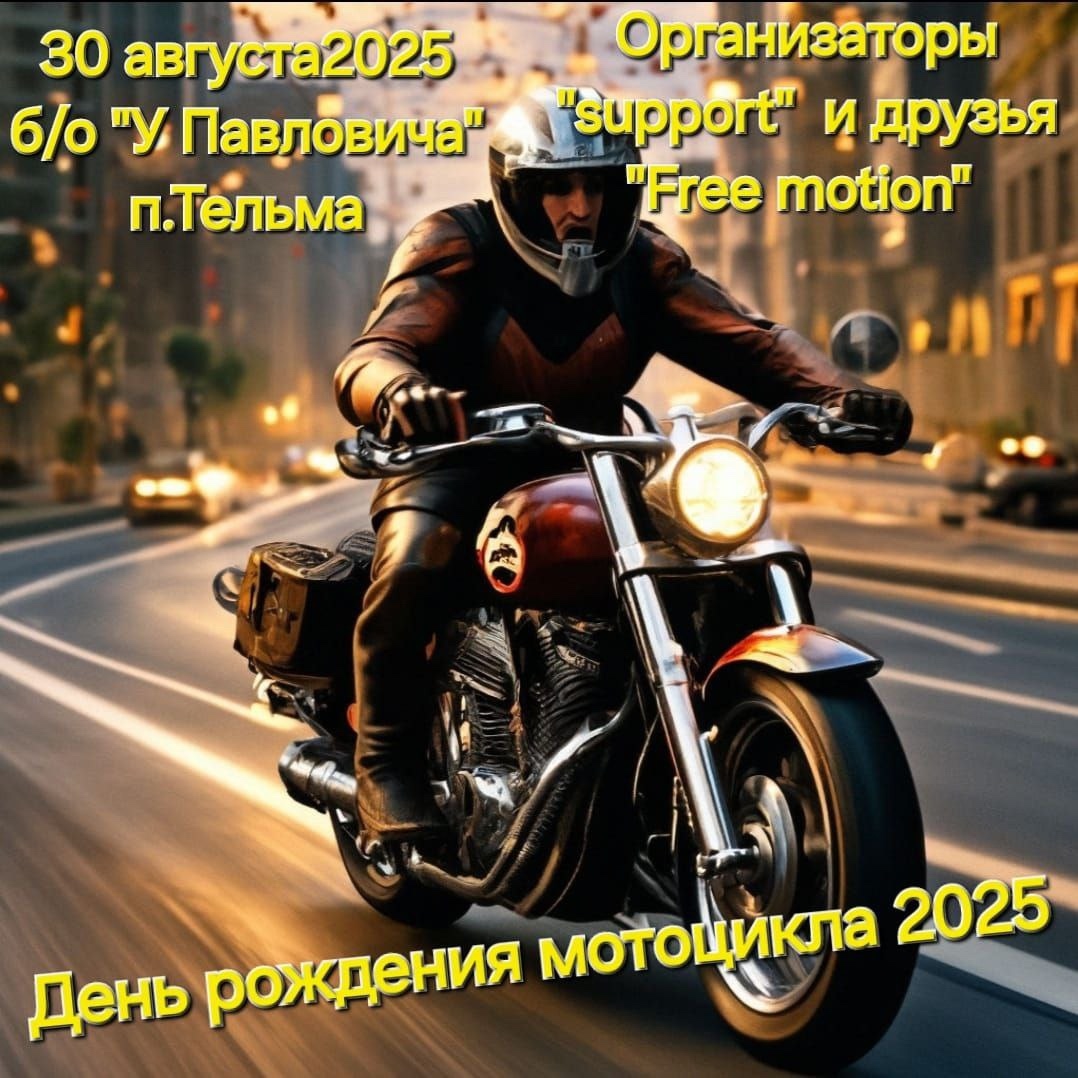 30 августа2025
б/о "У Павловича"
п.Тельма
Организаторы
"support" и друзья
"Free motion"
День рождения мотоцикла 2025